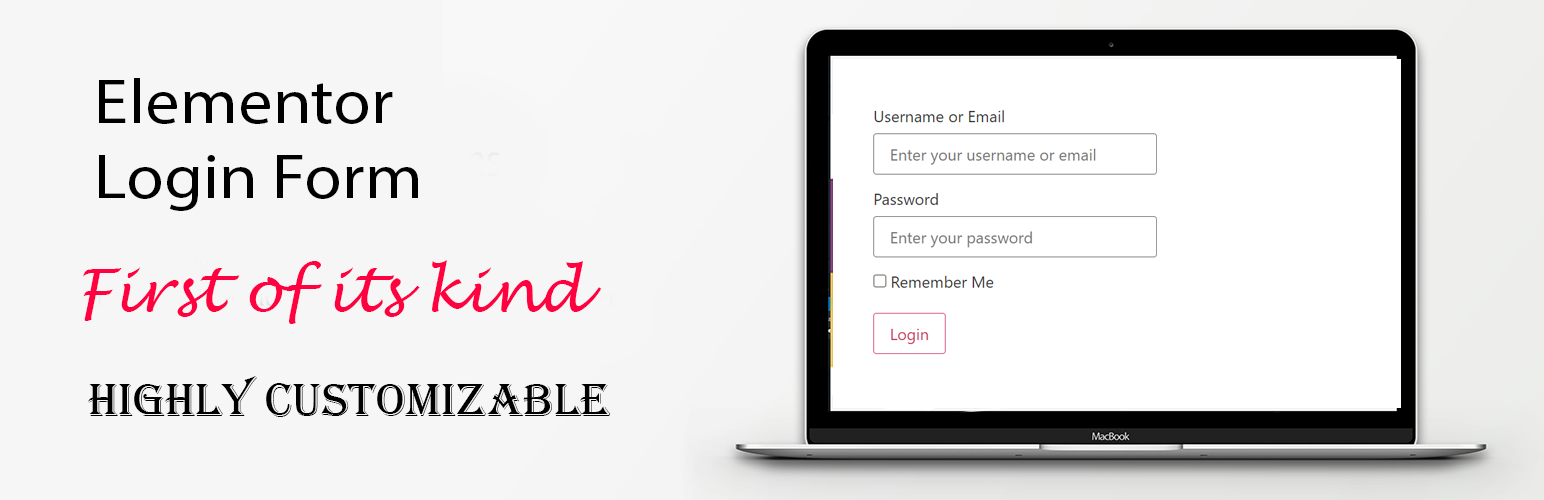 Elementor
Login Form
First of its kind
HIGHLY CUSTOMIZABLE
Username or Email
Enter your username or email
Password
Enter your password
Remember Me
Login
MacBook